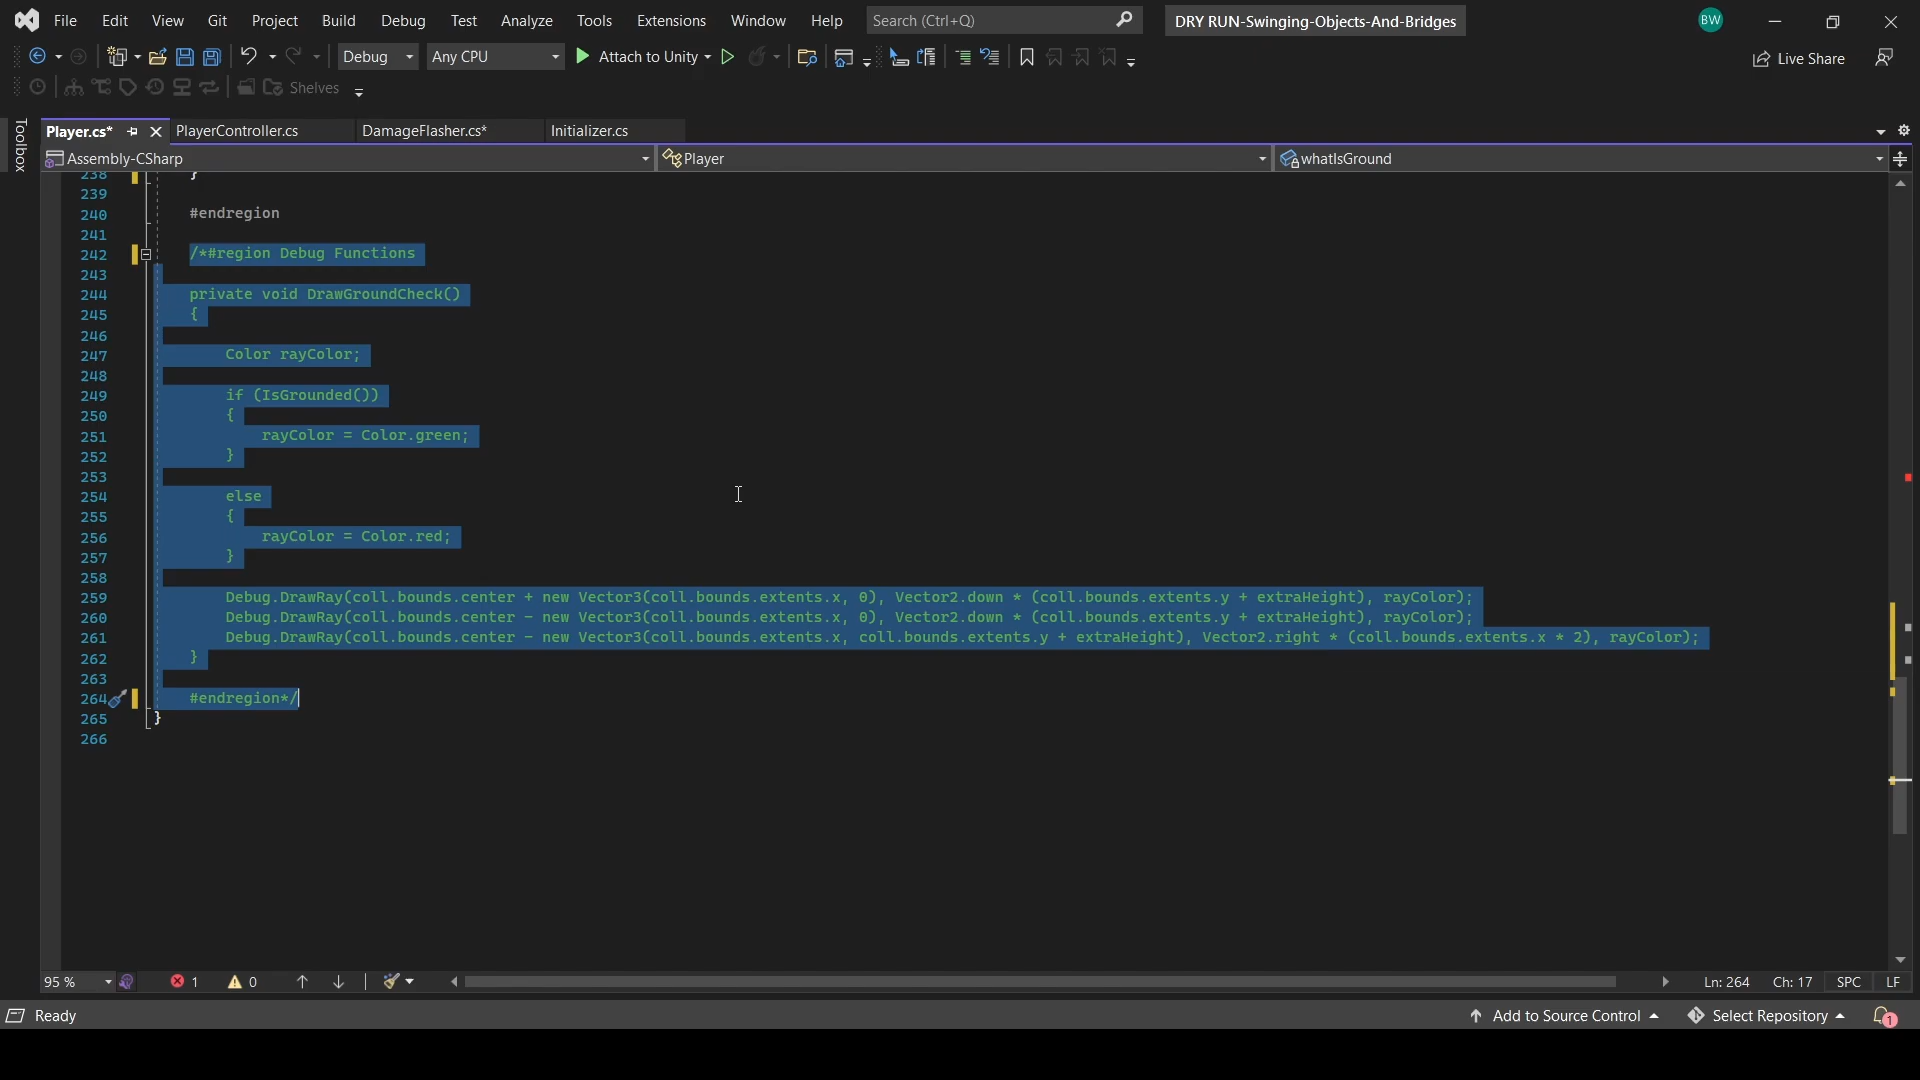 File Edit View Git Project Build Debug Test Analyze Tools Extensions Window Help Search (Ctrl+Q) DRY RUN-Swinging-Objects-And-Bridges BW
Debug Any CPU Attach to Unity Live Share
Shelves
Toolbox
Player.cs* PlayerController.cs DamageFlasher.cs* Initializer.cs
Assembly-CSharp Player whatIsGround
238 }
239
240 #endregion
241
242 /*#region Debug Functions
243
244 private void DrawGroundCheck()
245 {
246
247 Color rayColor;
248
249 if (IsGrounded())
250 {
251 rayColor = Color.green;
252 }
253
254 else
255 {
256 rayColor = Color.red;
257 }
258
259 Debug.DrawRay(coll.bounds.center + new Vector3(coll.bounds.extents.x, 0), Vector2.down * (coll.bounds.extents.y + extraHeight), rayColor);
260 Debug.DrawRay(coll.bounds.center - new Vector3(coll.bounds.extents.x, 0), Vector2.down * (coll.bounds.extents.y + extraHeight), rayColor);
261 Debug.DrawRay(coll.bounds.center - new Vector3(coll.bounds.extents.x, coll.bounds.extents.y + extraHeight), Vector2.right * (coll.bounds.extents.x * 2), rayColor);
262 }
263
264 #endregion*/
265 }
266
95 % 1 0 Ln: 264 Ch: 17 SPC LF
Ready Add to Source Control Select Repository 1